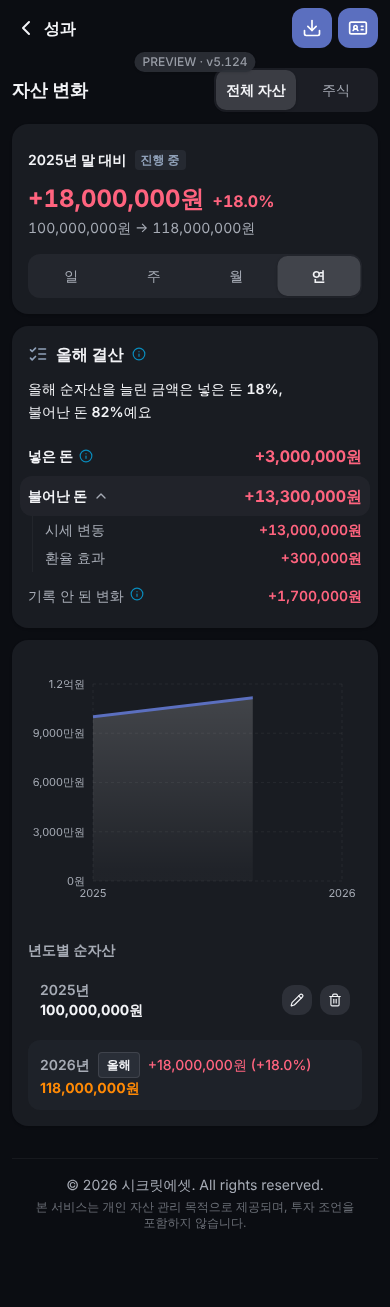 성과
PREVIEW · v5.124
자산 변화
전체 자산
주식
2025년 말 대비 진행 중
+18,000,000원 +18.0%
100,000,000원 → 118,000,000원
일
주
월
연
올해 결산
올해 순자산을 늘린 금액은 넣은 돈 18%,
불어난 돈 82%예요
넣은 돈 +3,000,000원
불어난 돈 +13,300,000원
시세 변동 +13,000,000원
환율 효과 +300,000원
기록 안 된 변화 +1,700,000원
1.2억원
9,000만원
6,000만원
3,000만원
0원
2025 2026
년도별 순자산
2025년
100,000,000원
2026년 올해 +18,000,000원 (+18.0%)
118,000,000원
© 2026 시크릿에셋. All rights reserved.
본 서비스는 개인 자산 관리 목적으로 제공되며, 투자 조언을
포함하지 않습니다.